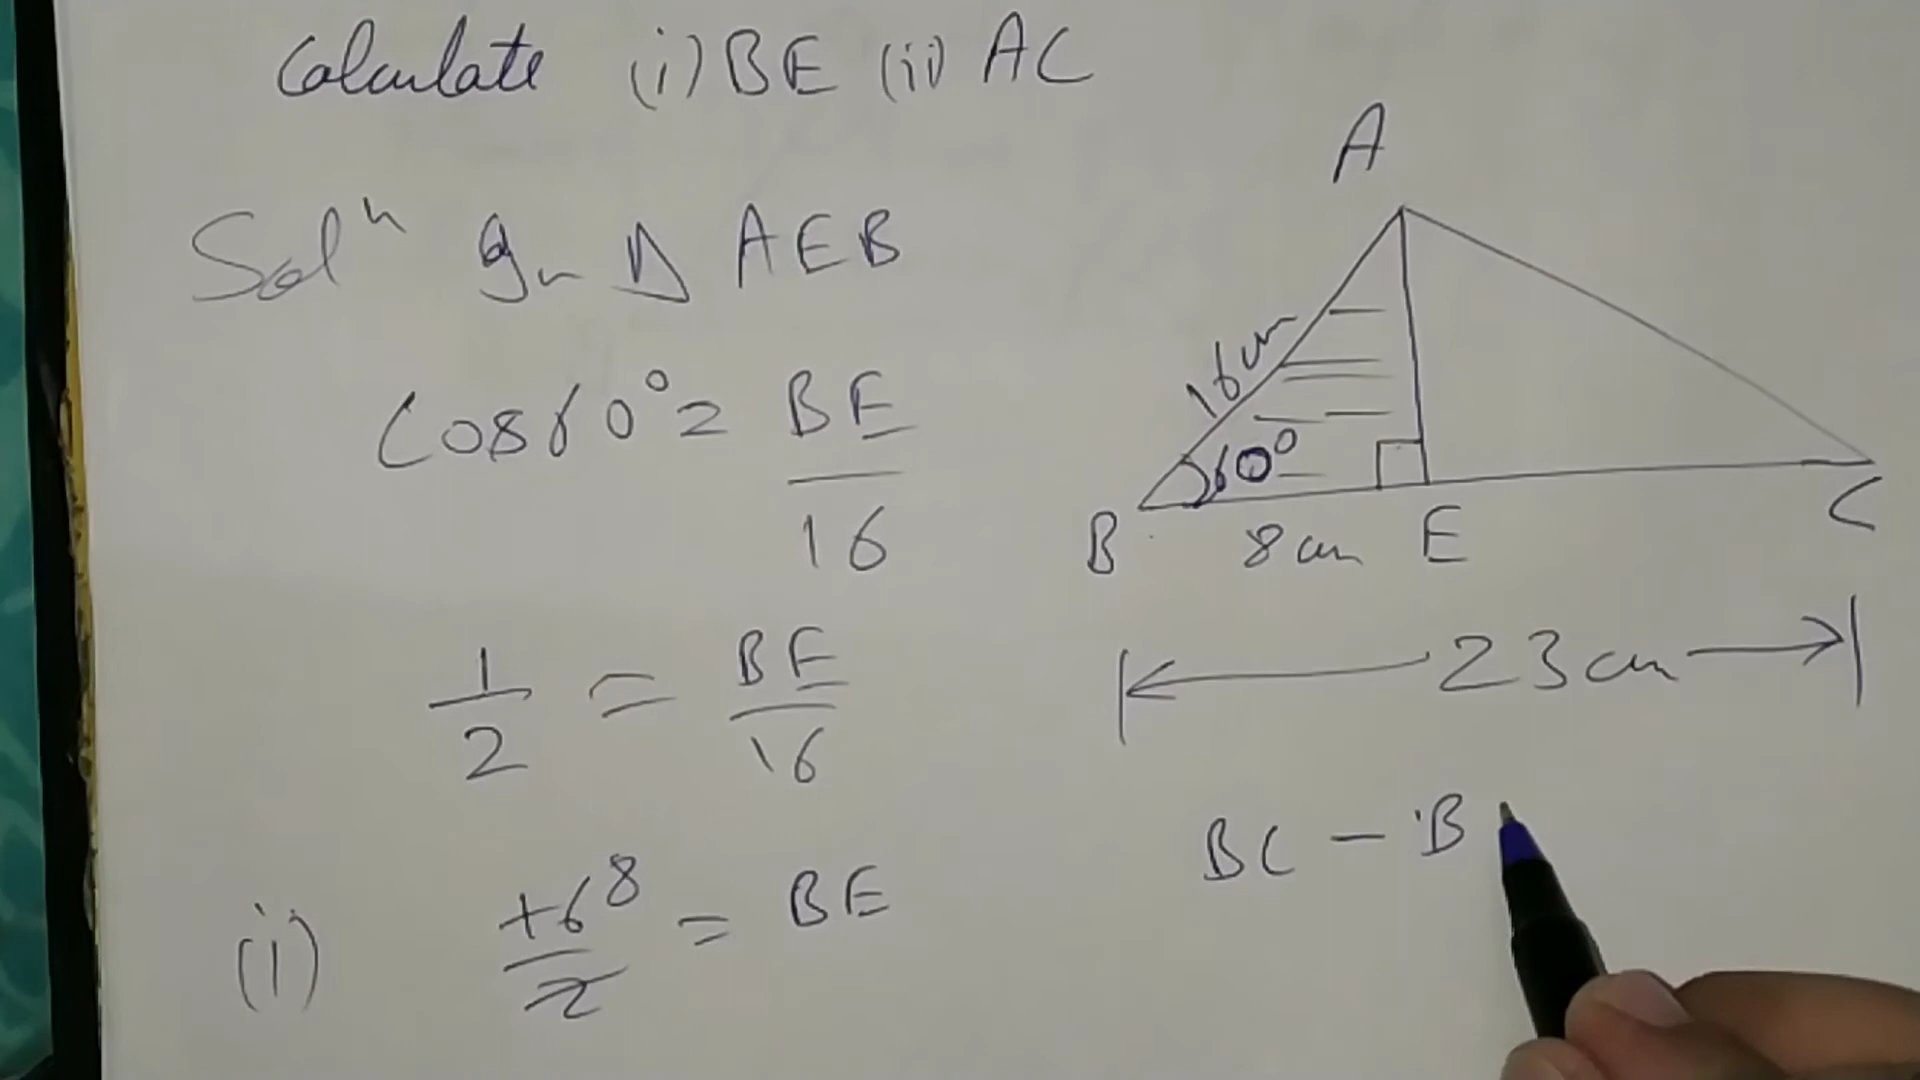 Calculate (i) BE (ii) AC
Solⁿ In Δ AEB
Cos60° = BE
16
1 = BE
2 16
(i) 16 8 = BE
2
A
16cm
60°
B 8cm E C
23cm
BC - B